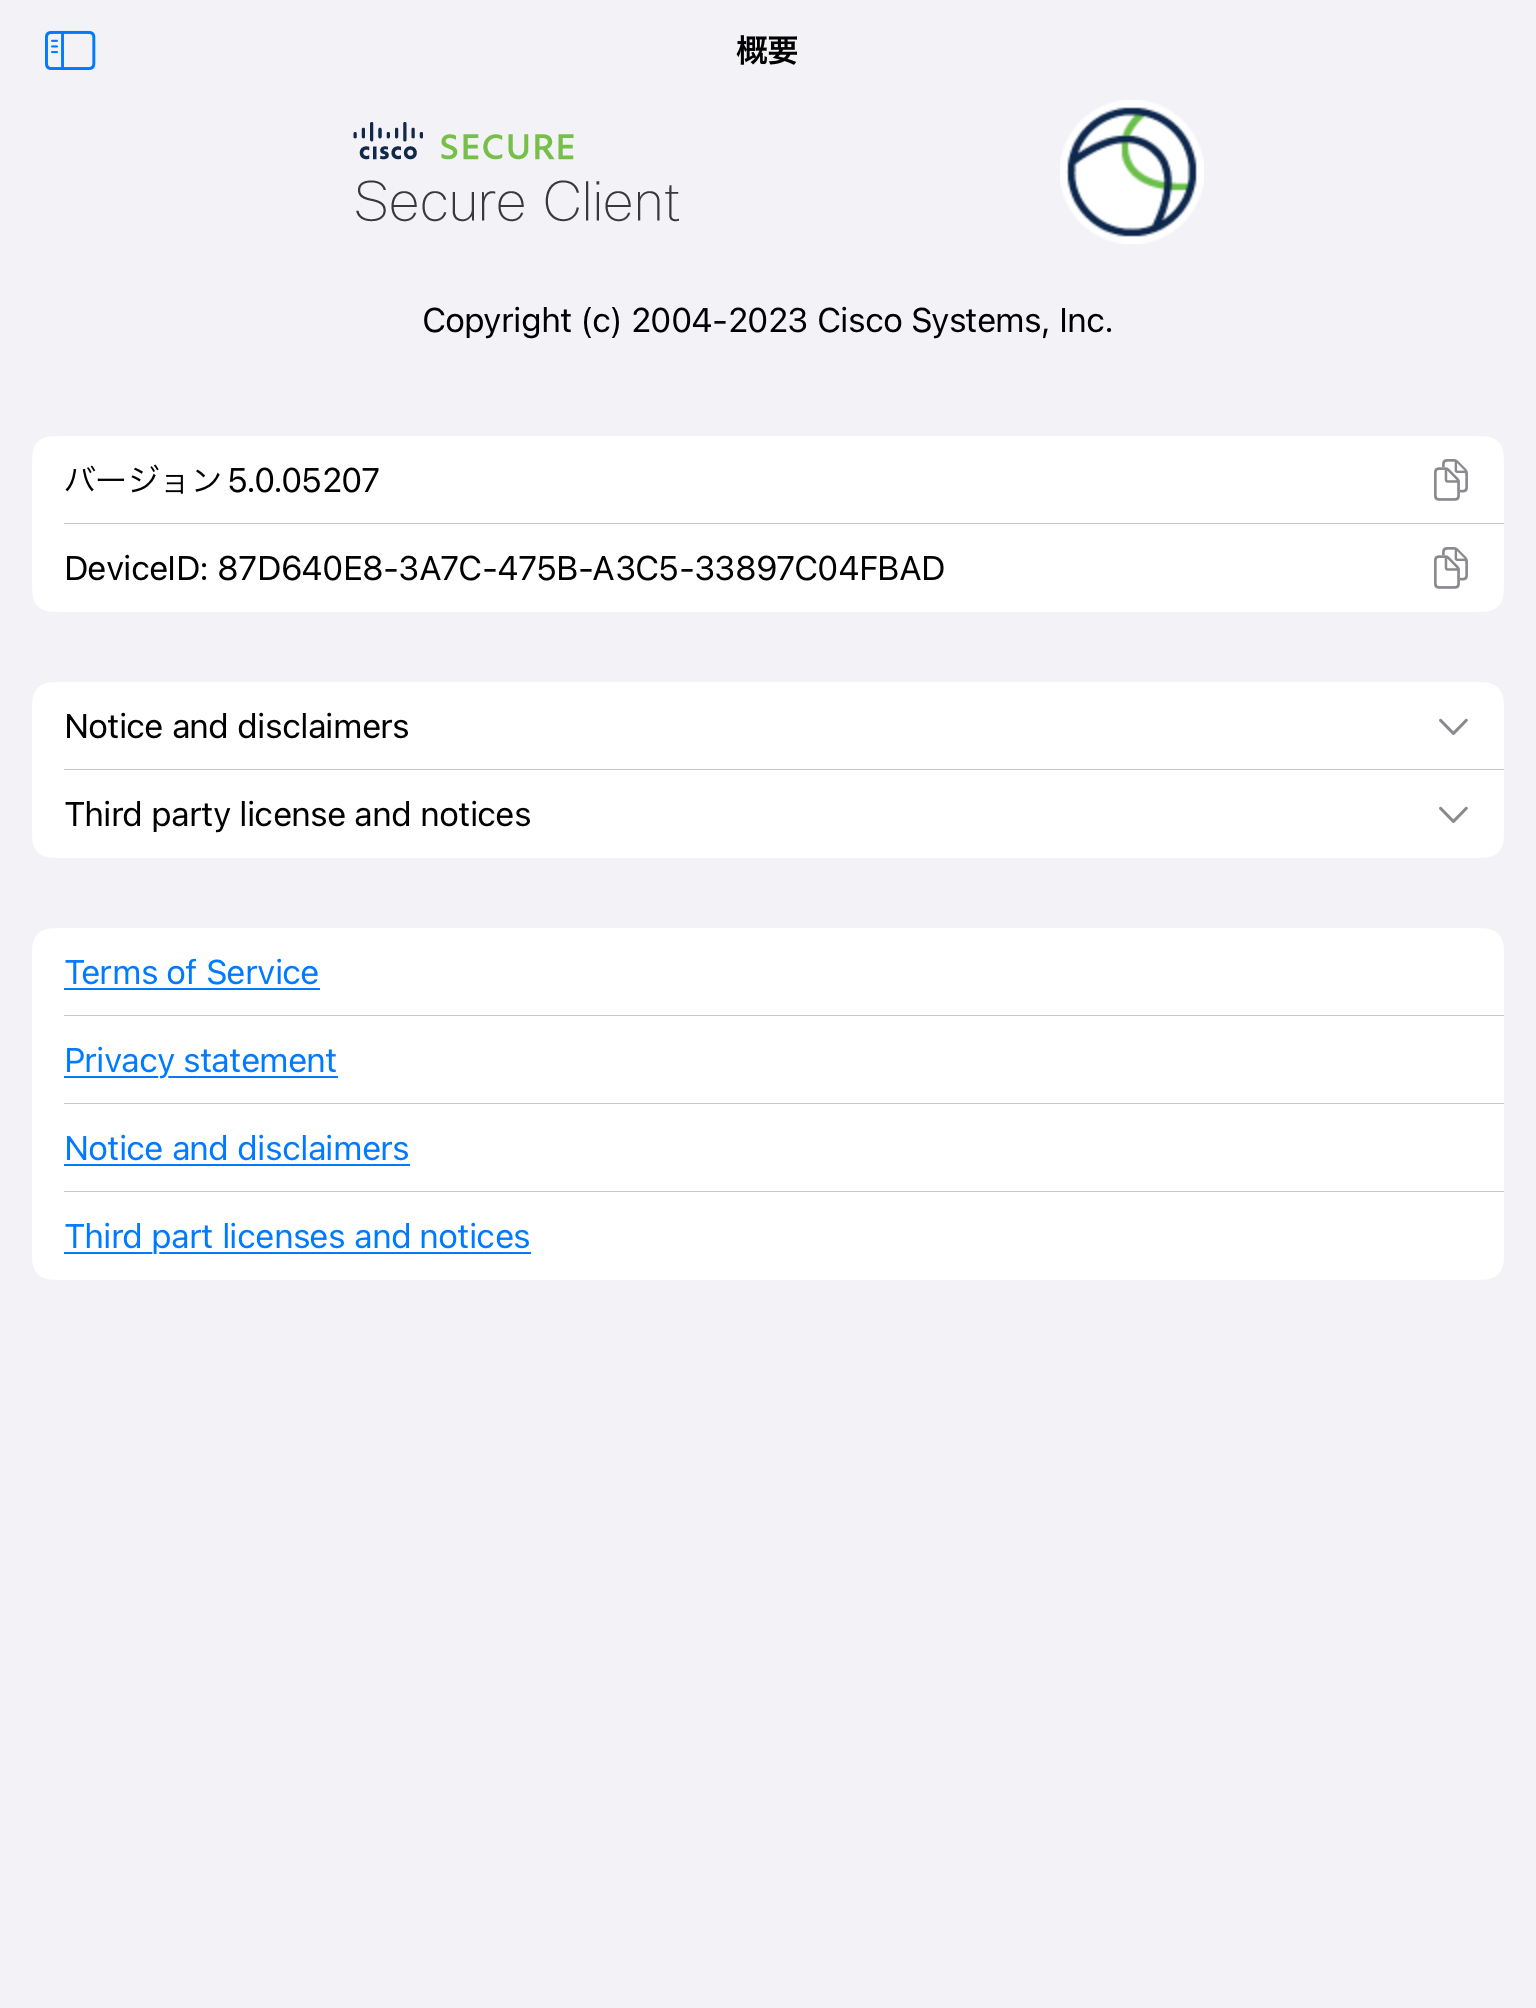 概要
CISCO SECURE
Secure Client
Copyright (c) 2004-2023 Cisco Systems, Inc.
バージョン 5.0.05207
DeviceID: 87D640E8-3A7C-475B-A3C5-33897C04FBAD
Notice and disclaimers
Third party license and notices
Terms of Service
Privacy statement
Notice and disclaimers
Third part licenses and notices